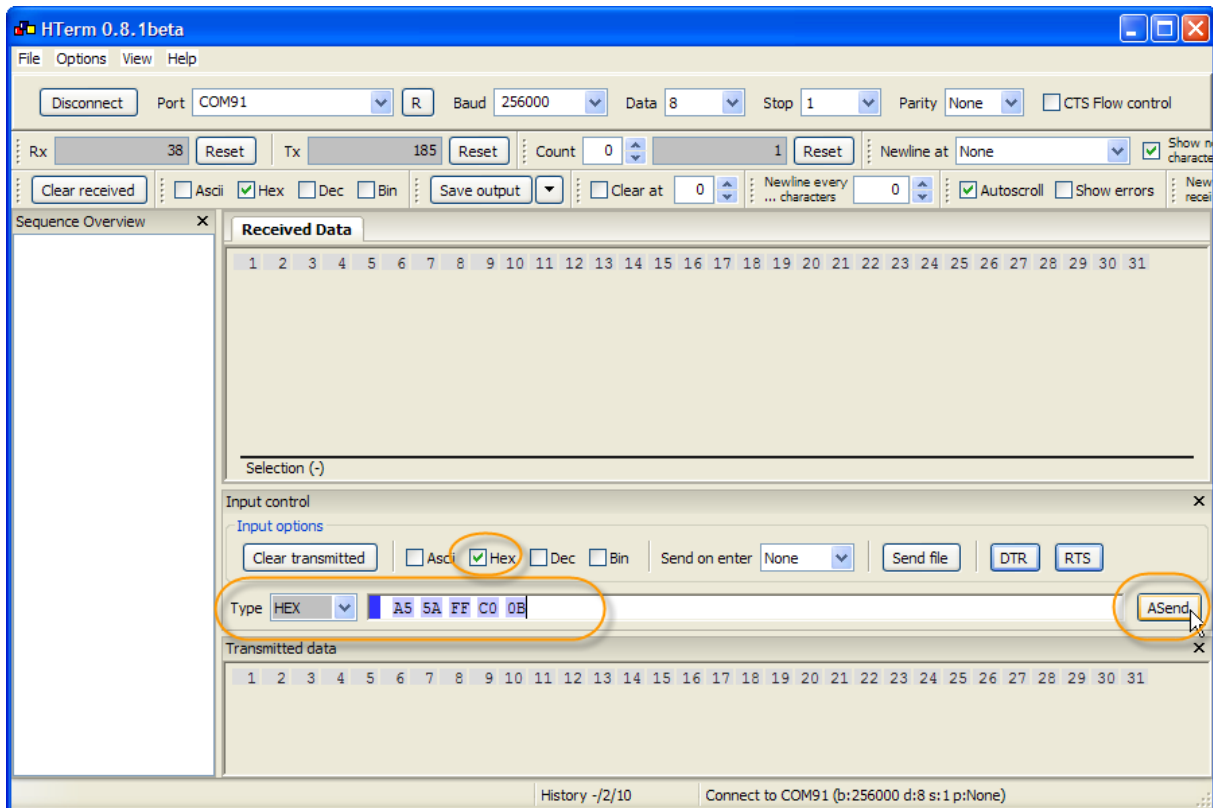 HTerm 0.8.1beta
File Options View Help
Disconnect Port COM91 R Baud 256000 Data 8 Stop 1 Parity None CTS Flow control
Rx 38 Reset Tx 185 Reset Count 0 1 Reset Newline at None Show n
characte
Clear received Ascii Hex Dec Bin Save output Clear at 0 Newline every
... characters 0 Autoscroll Show errors New
recei
Sequence Overview X
Received Data
1 2 3 4 5 6 7 8 9 10 11 12 13 14 15 16 17 18 19 20 21 22 23 24 25 26 27 28 29 30 31
Selection (-)
Input control X
Input options
Clear transmitted Ascii Hex Dec Bin Send on enter None Send file DTR RTS
Type HEX A5 5A FF C0 0B ASend
Transmitted data X
1 2 3 4 5 6 7 8 9 10 11 12 13 14 15 16 17 18 19 20 21 22 23 24 25 26 27 28 29 30 31
History -/2/10 Connect to COM91 (b:256000 d:8 s:1 p:None)